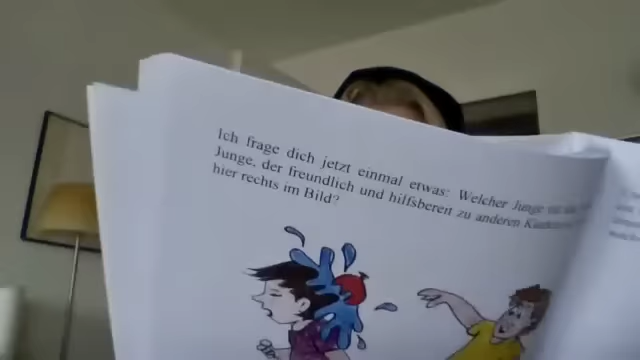 Ich frage dich jetzt einmal etwas: Welcher Junge
Junge, der freundlich und hilfsbereit zu anderen
hier rechts im Bild?